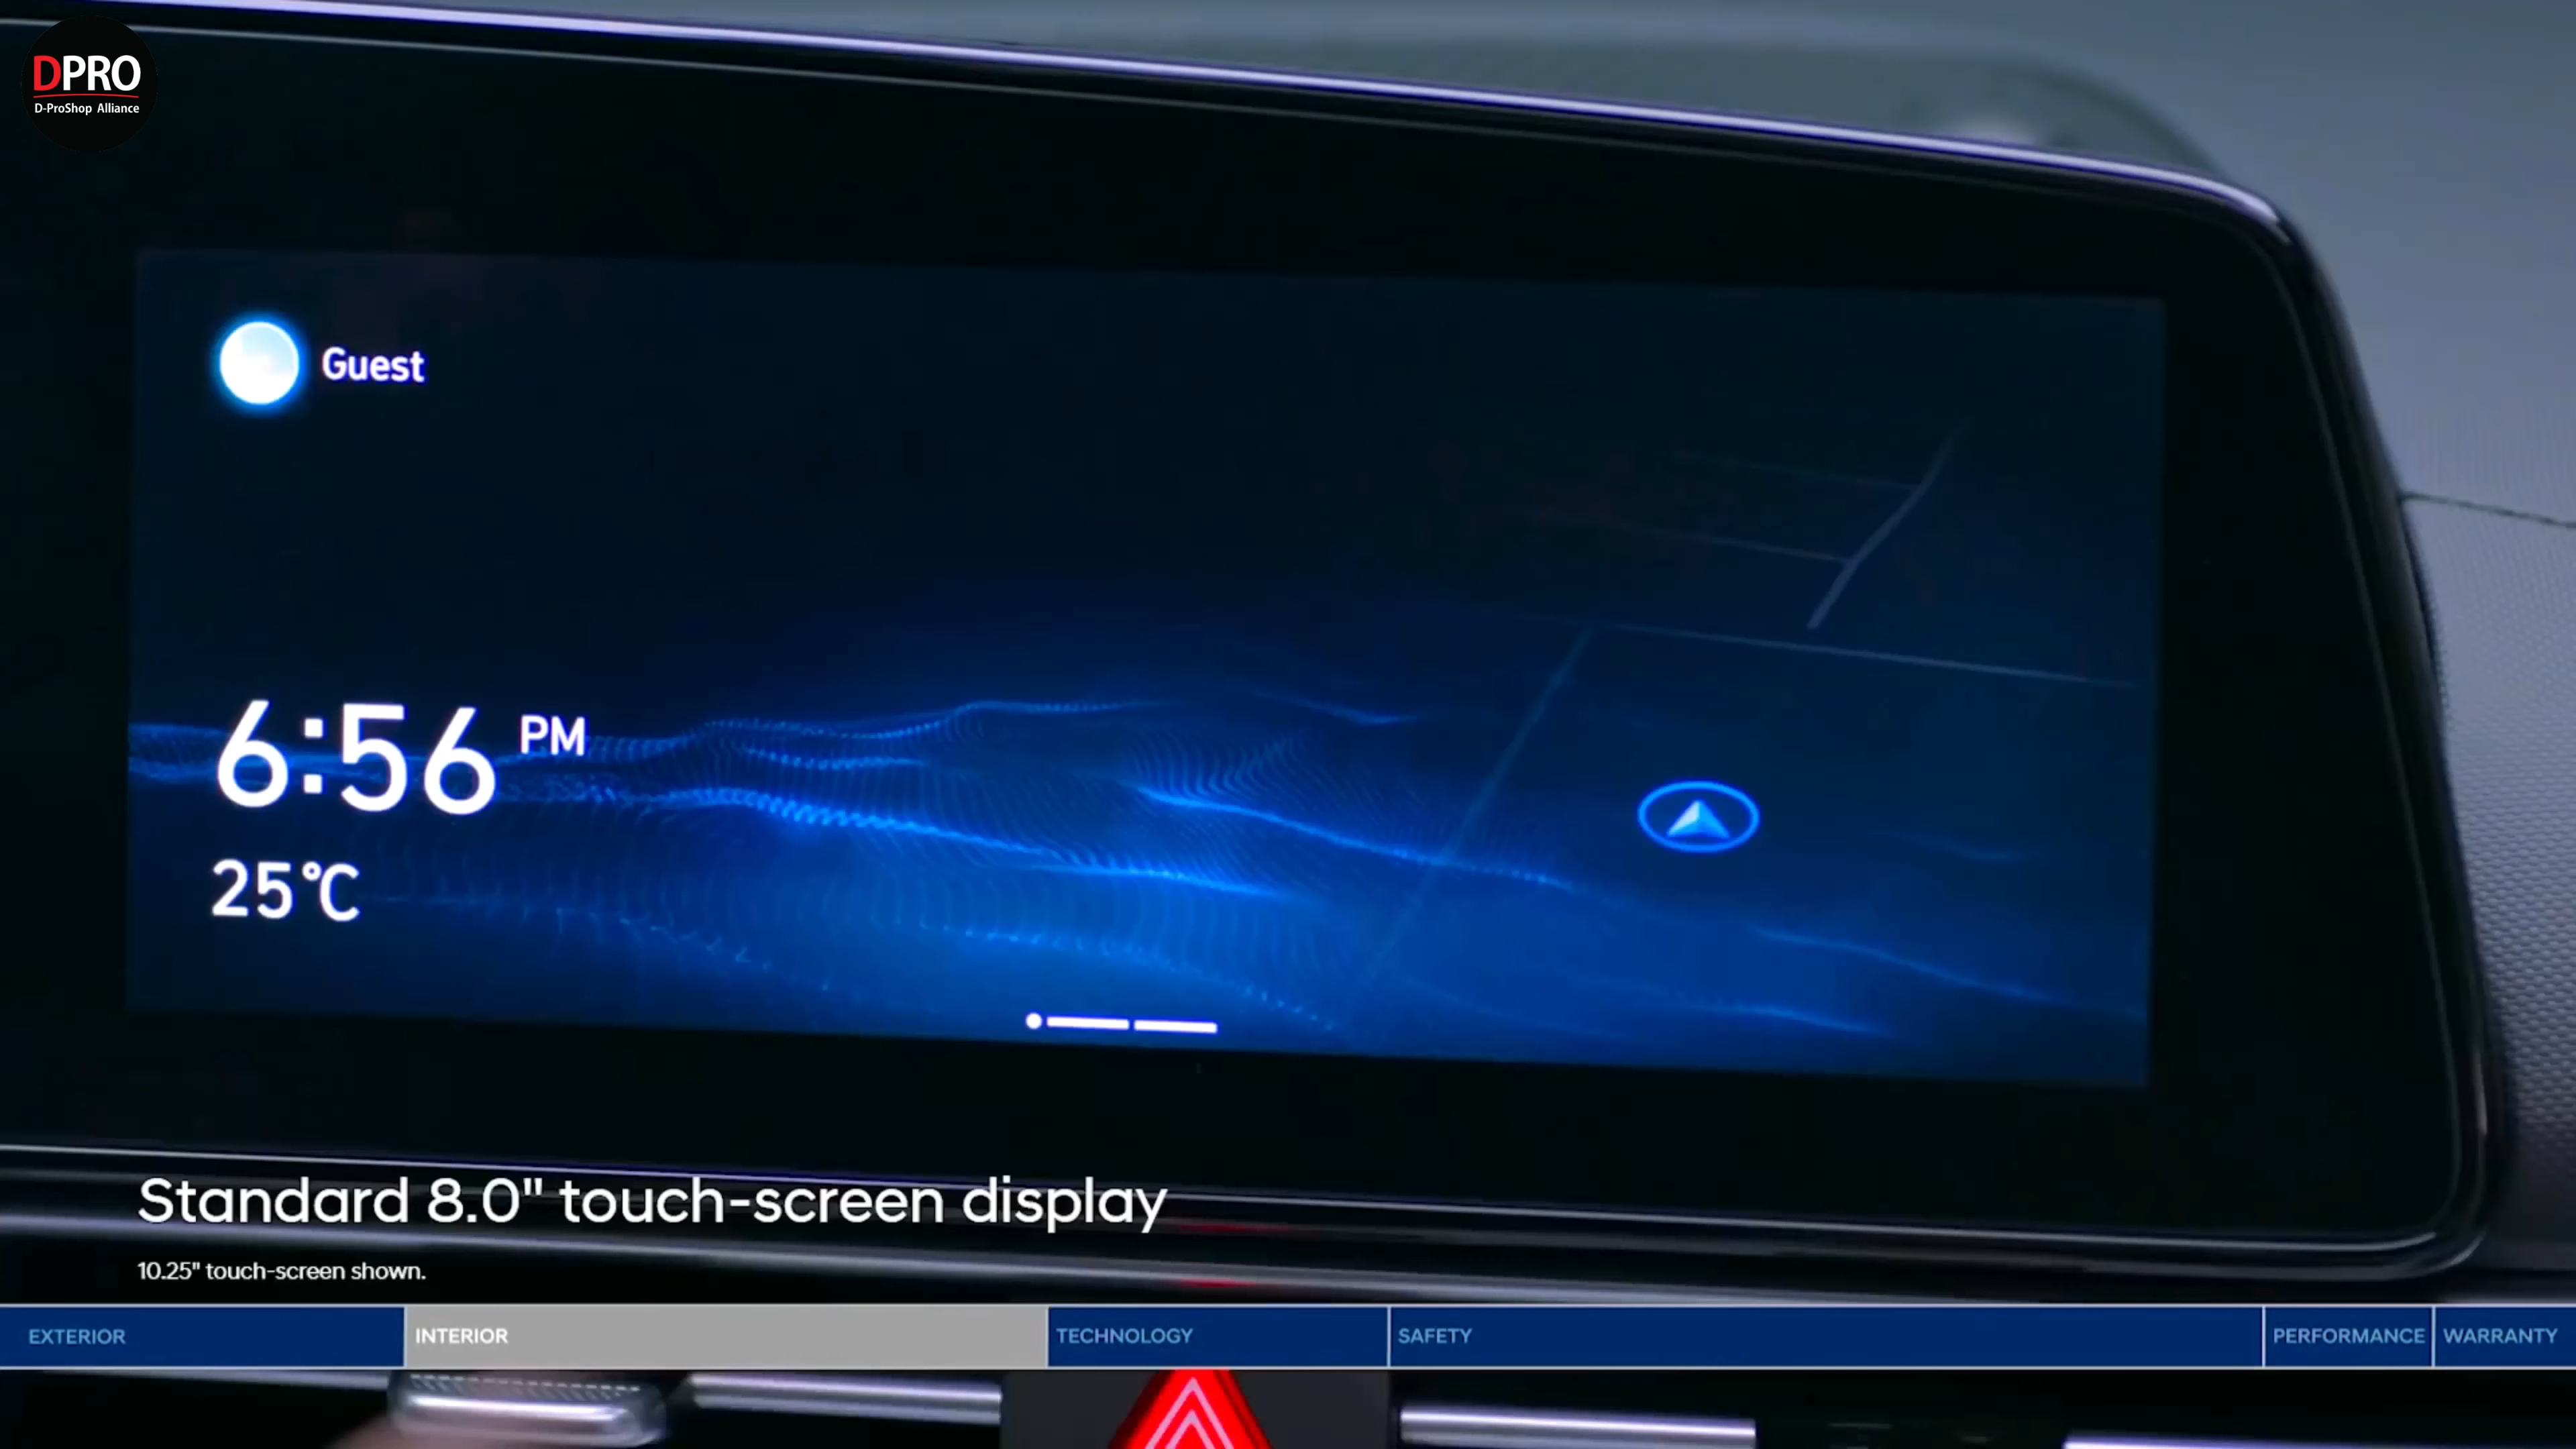 DPRO
D-ProShop Alliance
Guest
6:56 PM
25°C
Standard 8.0" touch-screen display
10.25" touch-screen shown.
EXTERIOR
INTERIOR
TECHNOLOGY
SAFETY
PERFORMANCE
WARRANTY